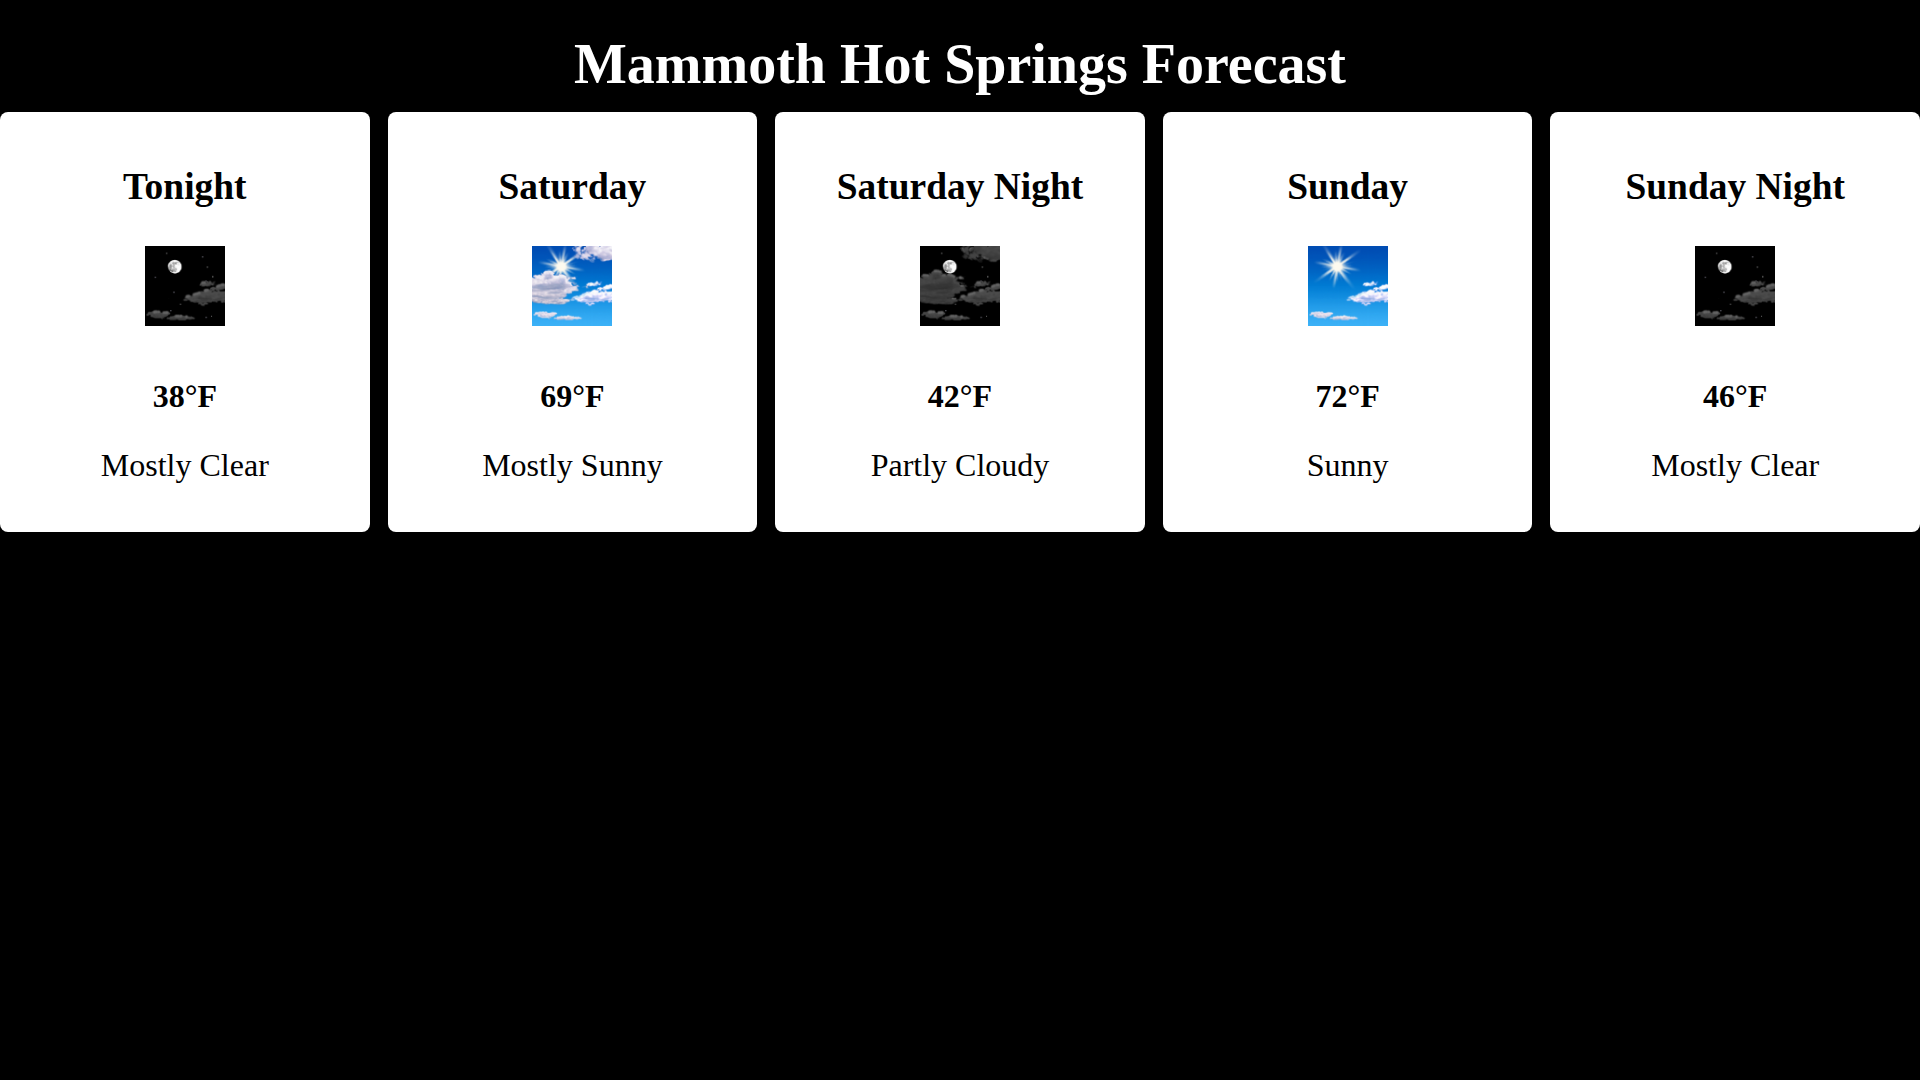 Mammoth Hot Springs Forecast
Tonight
38°F
Mostly Clear
Saturday
69°F
Mostly Sunny
Saturday Night
42°F
Partly Cloudy
Sunday
72°F
Sunny
Sunday Night
46°F
Mostly Clear